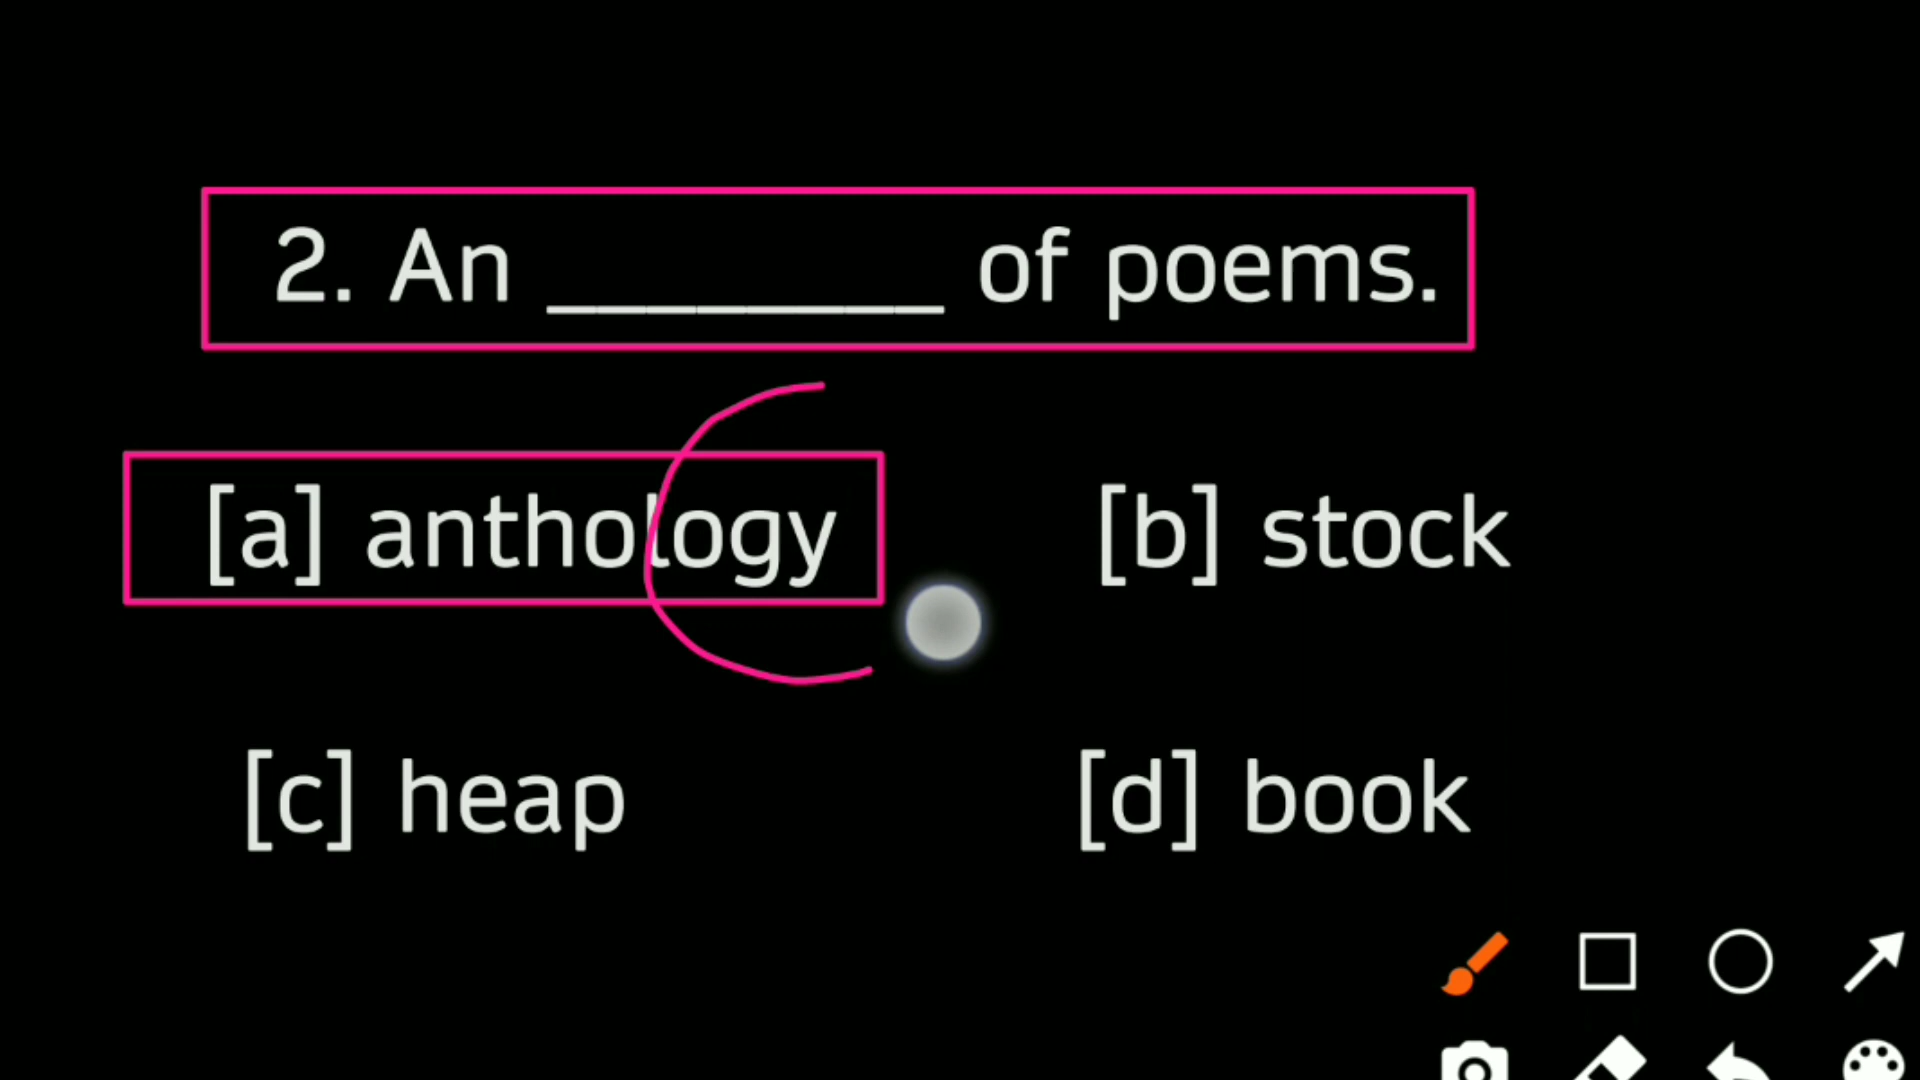 2. An ________ of poems.
[a] anthology [b] stock
[c] heap [d] book